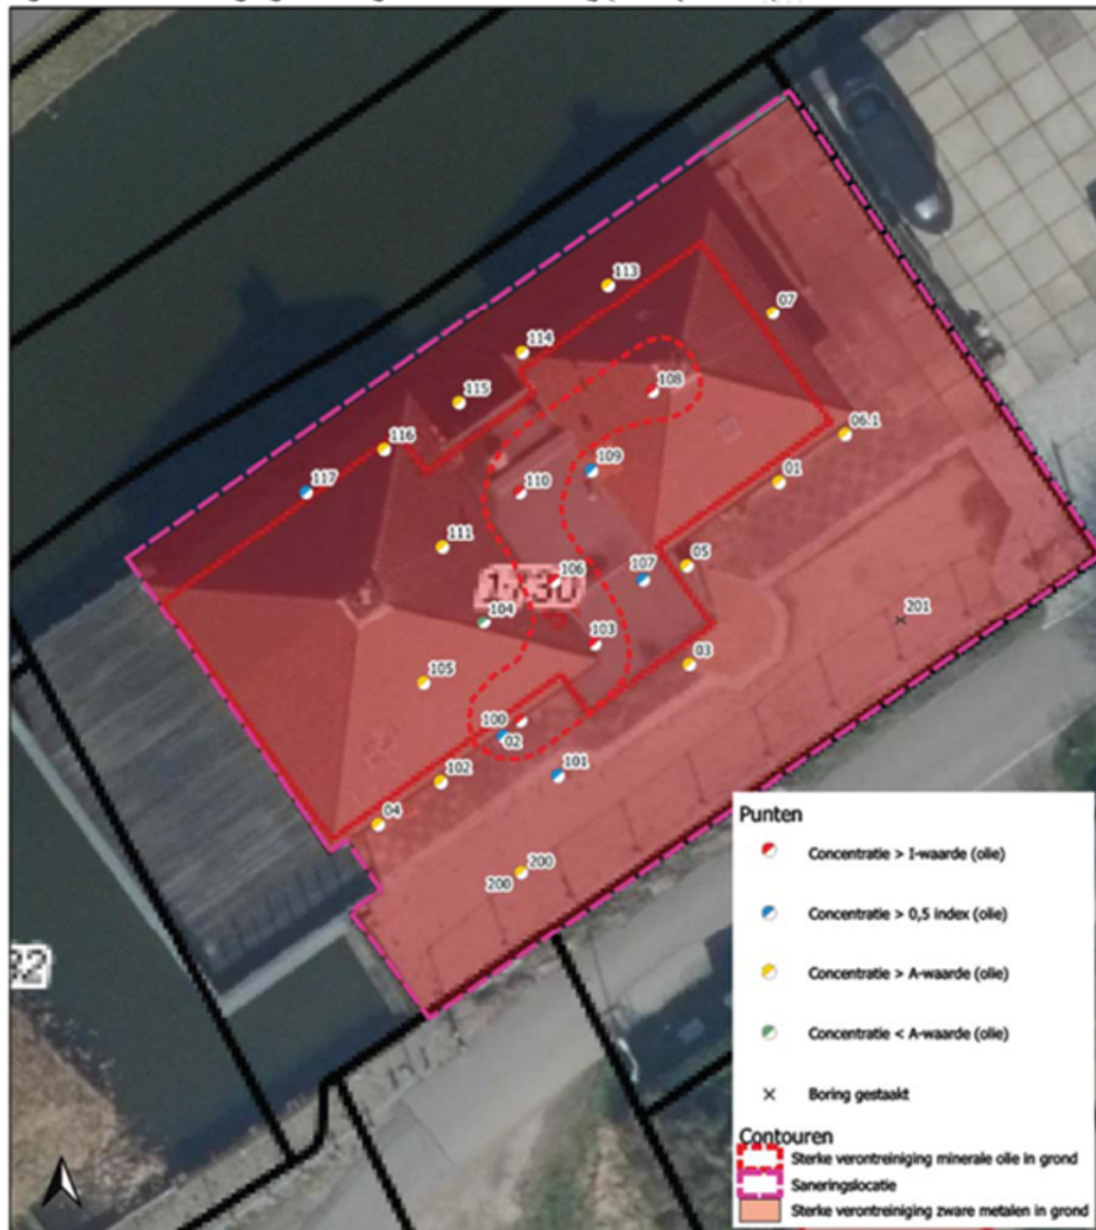 113
07
114
108
115
06.1
116
109
01
117
110
111
05
106
107
1730
104
201
103
03
105
100
02
101
102
04
200
200
32
Punten
Concentratie > I-waarde (olie)
Concentratie > 0,5 index (olie)
Concentratie > A-waarde (olie)
Concentratie < A-waarde (olie)
Boring gestaakt
Contouren
Sterke verontreiniging minerale olie in grond
Saneringslocatie
Sterke verontreiniging zware metalen in grond